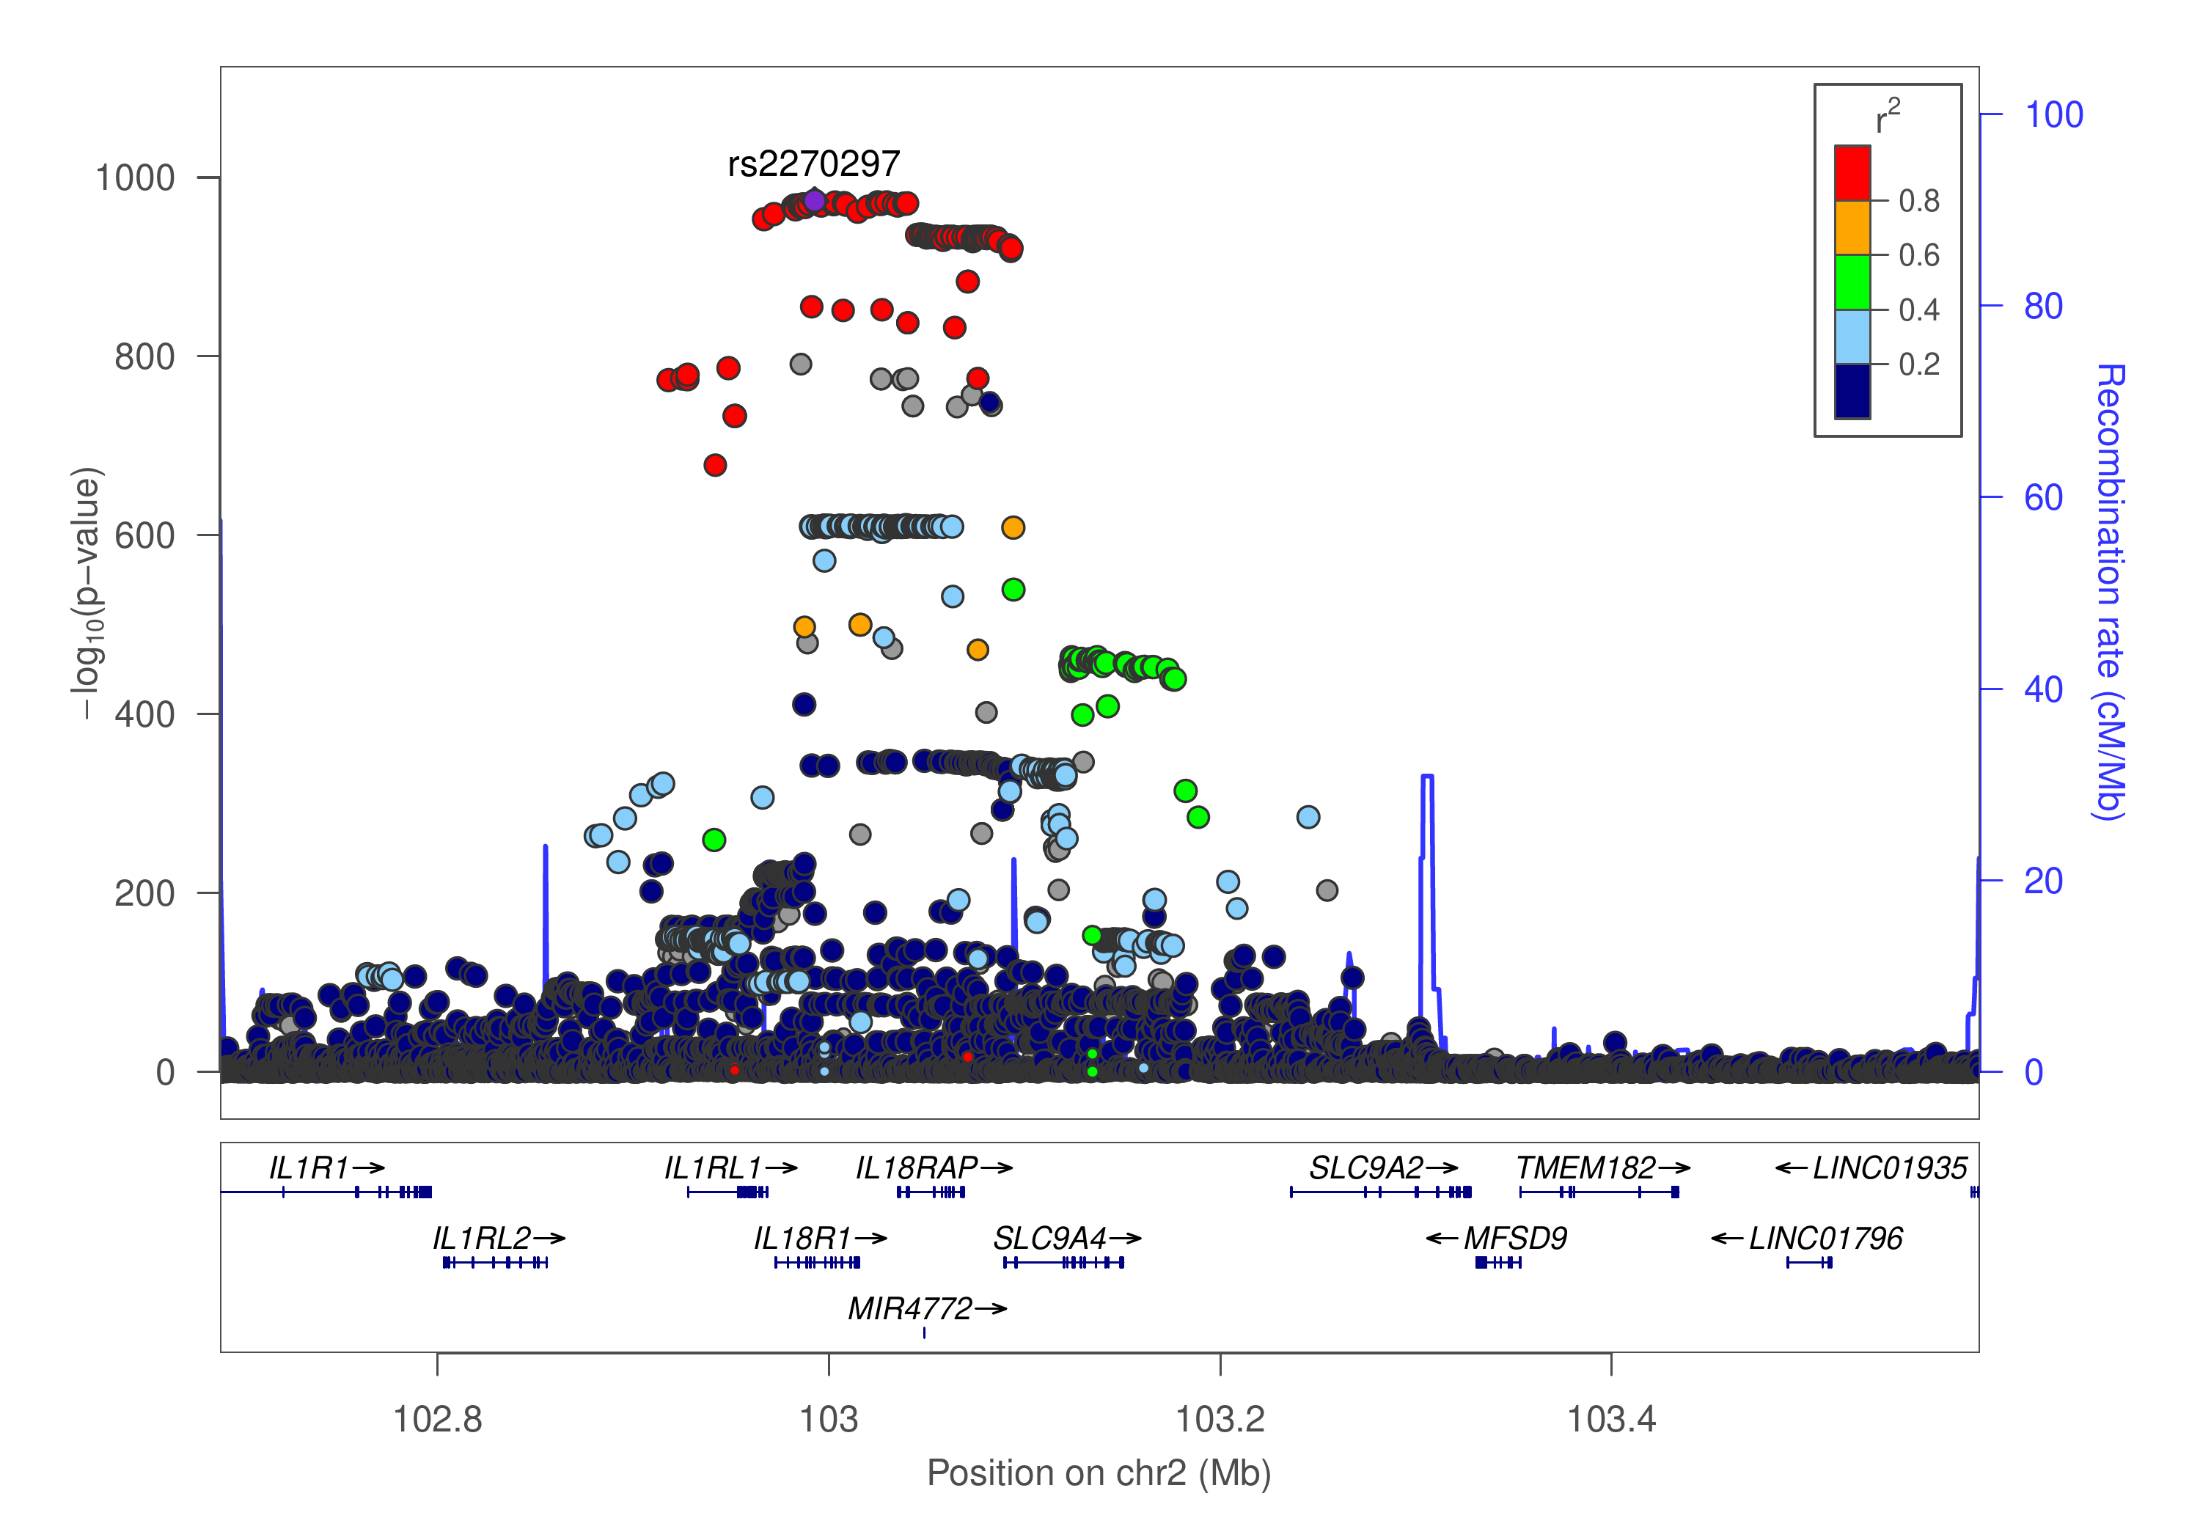 rs2270297
r2
0.8
0.6
0.4
0.2
1000
800
600
400
200
0
−log10(p−value)
100
80
60
40
20
0
Recombination rate (cM/Mb)
IL1R1→
IL1RL1→
IL18RAP→
SLC9A2→
TMEM182→
←LINC01935
IL1RL2→
IL18R1→
SLC9A4→
←MFSD9
←LINC01796
MIR4772→
102.8
103
103.2
103.4
Position on chr2 (Mb)